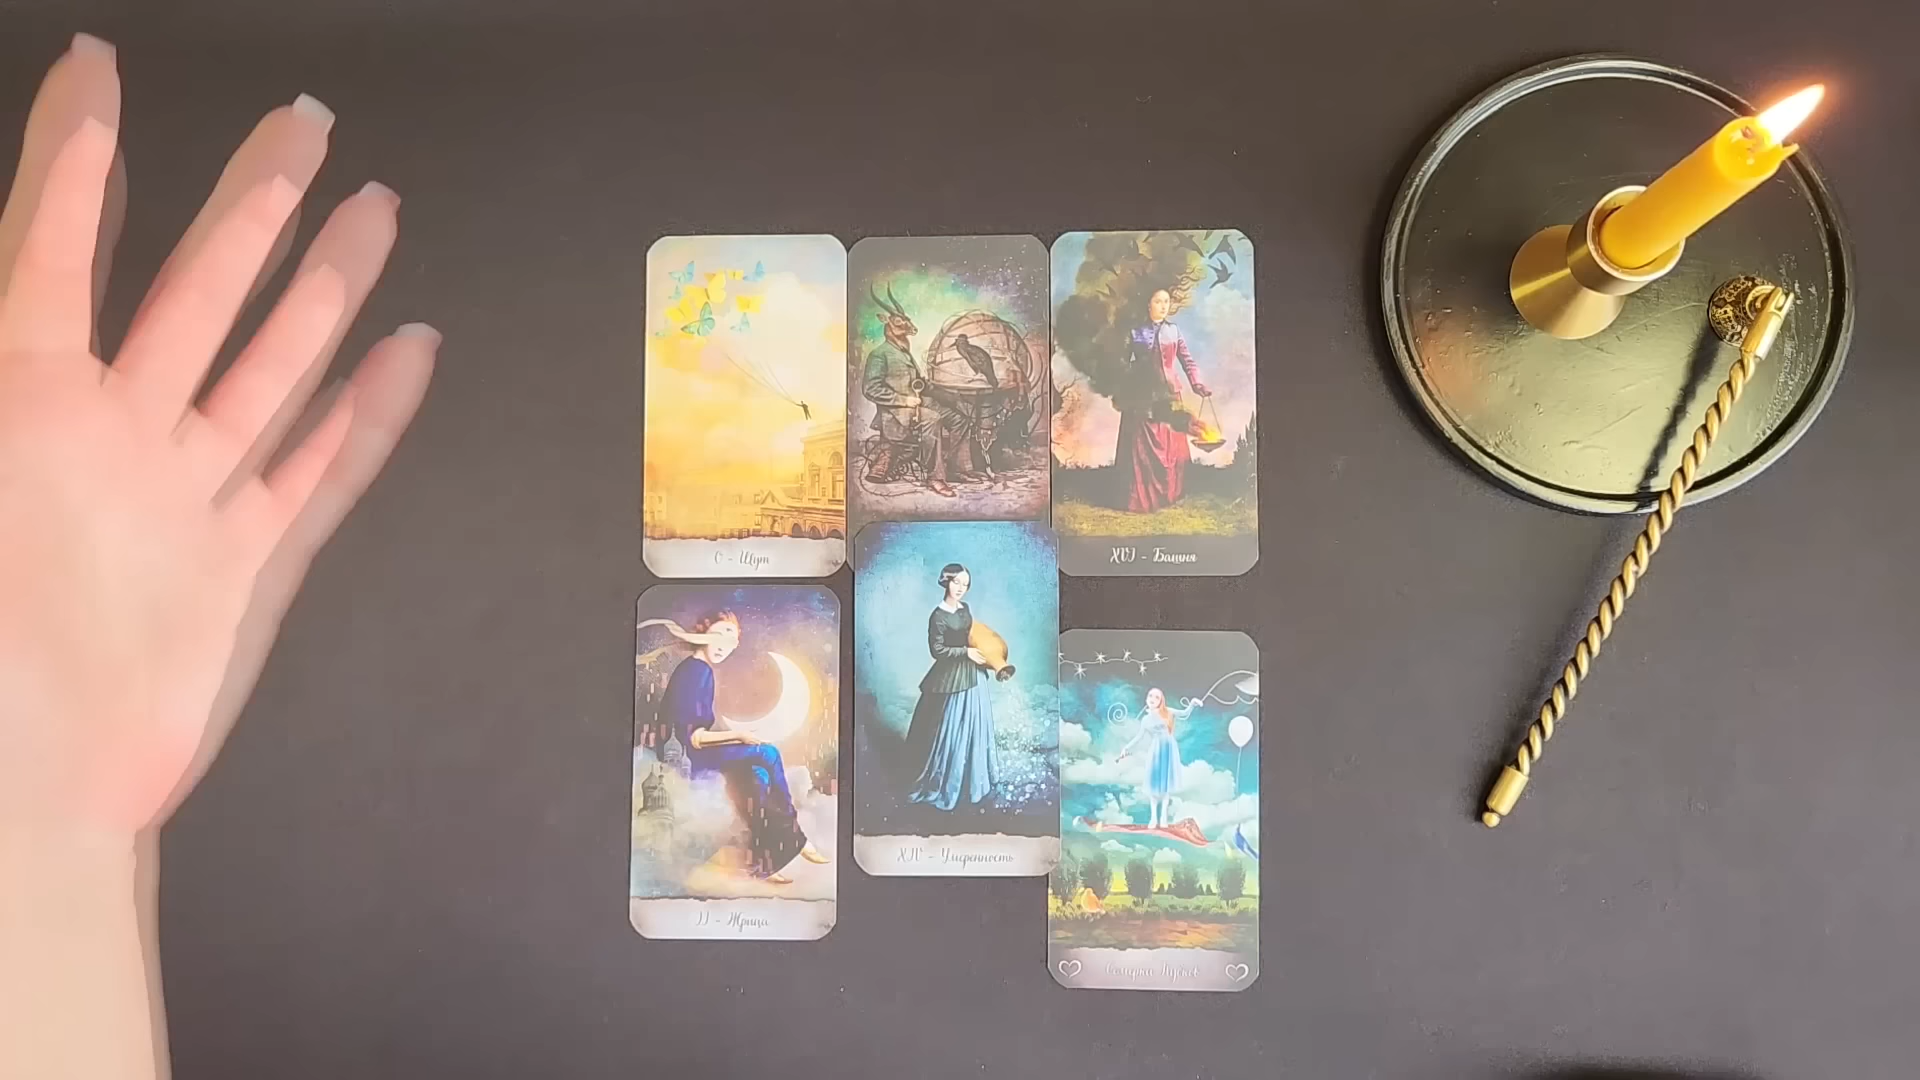 0 - Шут
XVI - Башня
XIV - Умеренность
II - Жрица
Семерка Кубков